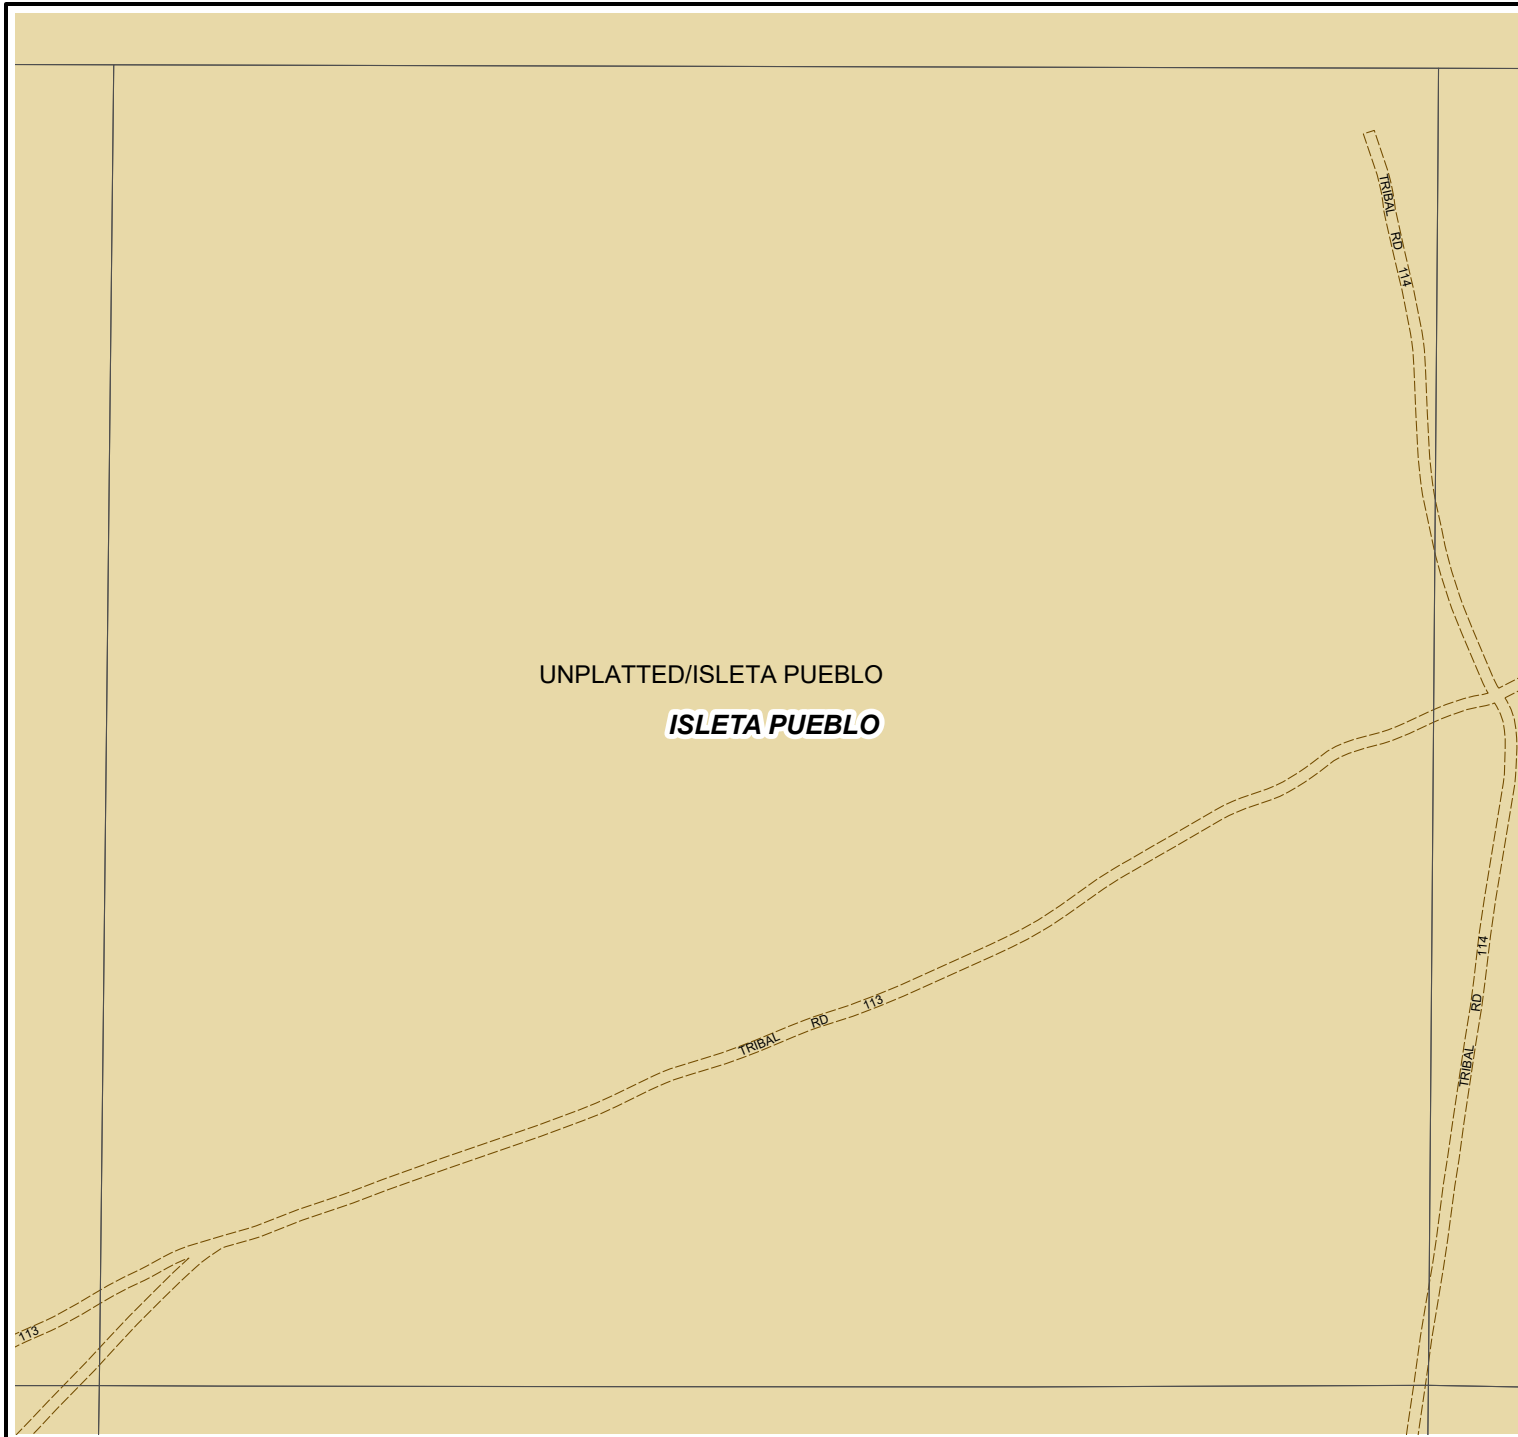 TRIBAL RD 114
UNPLATTED/ISLETA PUEBLO
ISLETA PUEBLO
TRIBAL RD 114
TRIBAL RD 113
113